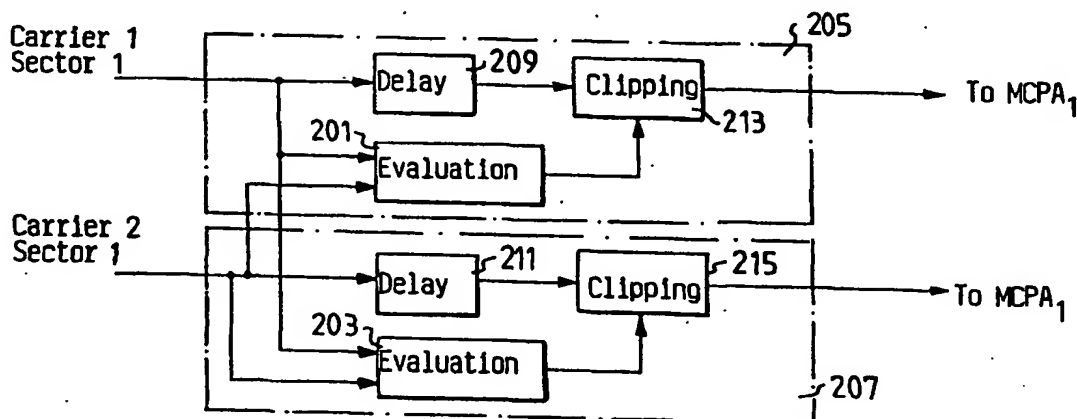 205
Carrier 1
Sector 1
Delay
209
Clipping
213
To MCPA1
201
Evaluation
Carrier 2
Sector 1
Delay
211
Clipping
215
To MCPA1
203
Evaluation
207